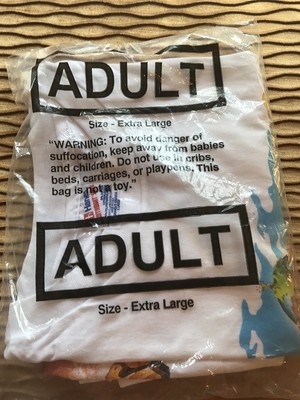 ADULT
Size - Extra Large
"WARNING: To avoid danger of
suffocation, keep away from babies
and children. Do not use in cribs,
beds, carriages, or playpens. This
bag is not a toy."
ADULT
Size - Extra Large